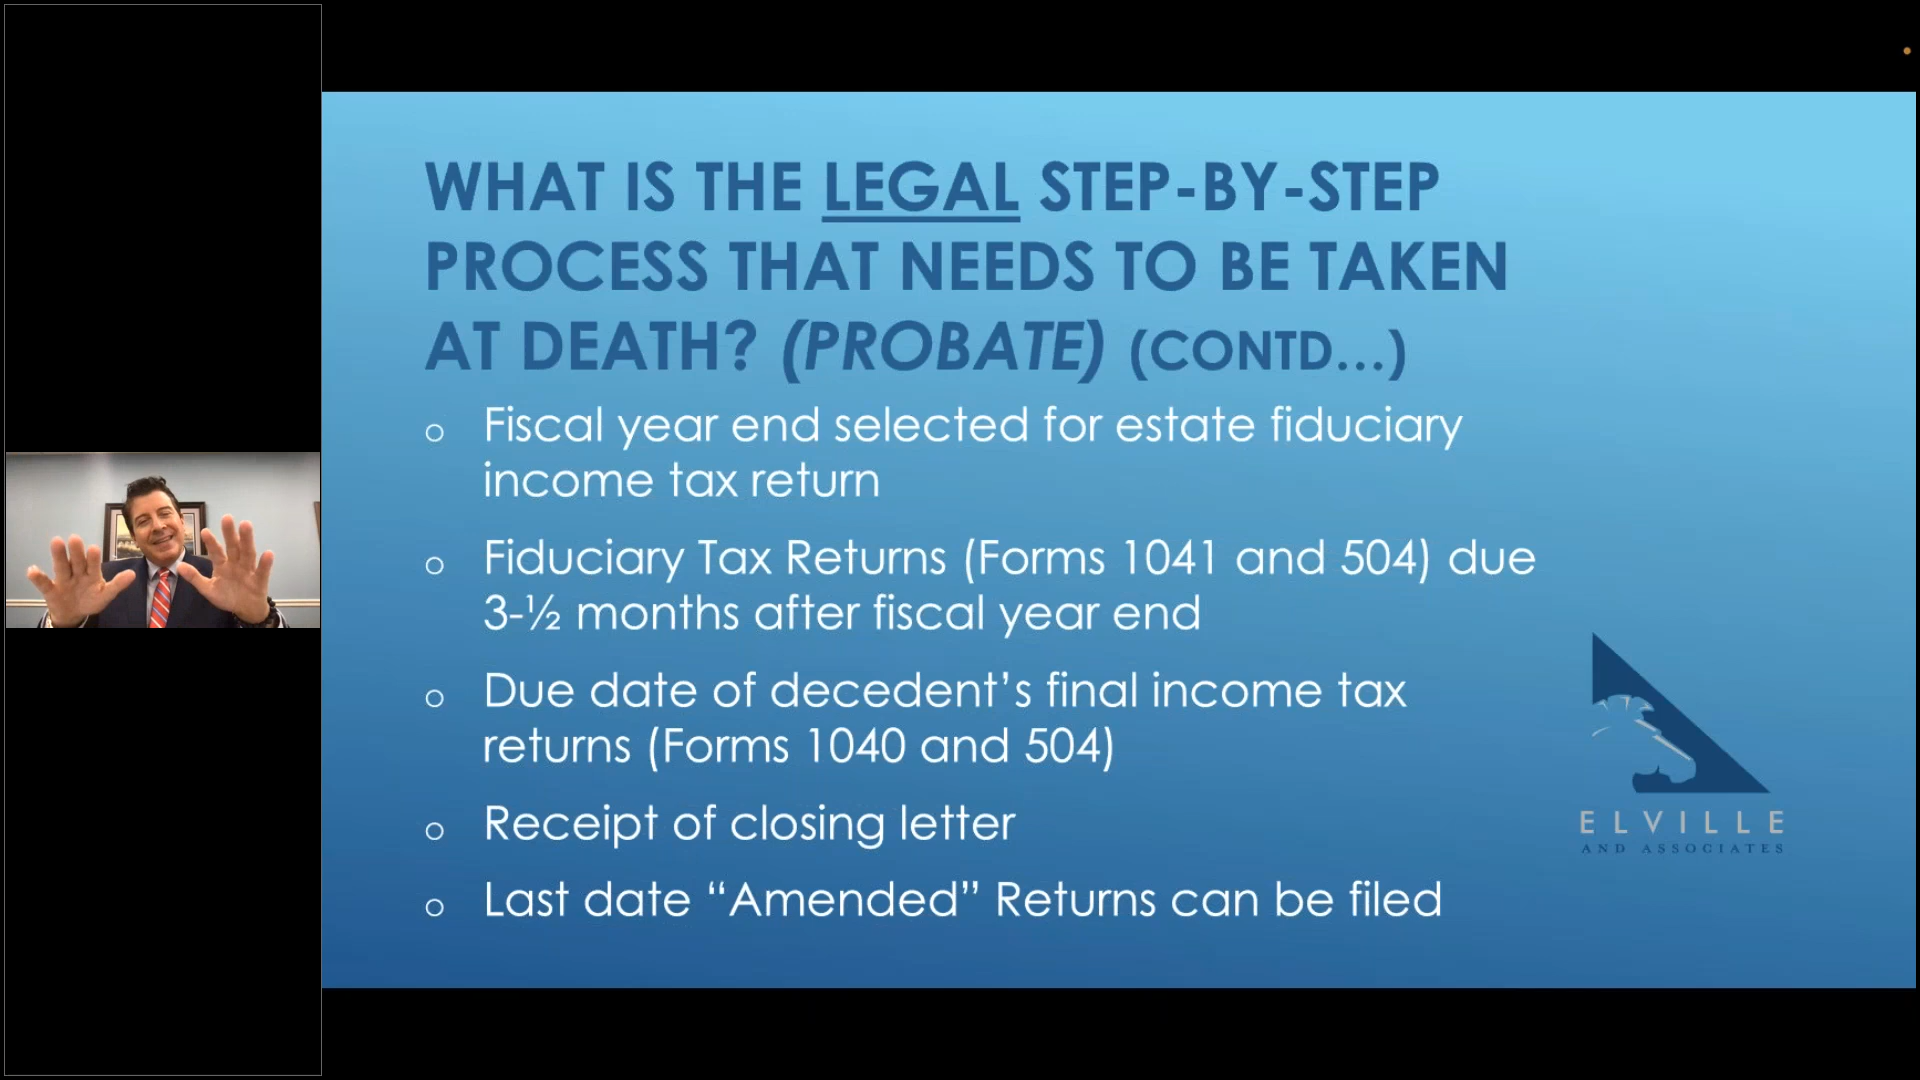 WHAT IS THE LEGAL STEP-BY-STEP
PROCESS THAT NEEDS TO BE TAKEN
AT DEATH? (PROBATE) (CONTD...)
o Fiscal year end selected for estate fiduciary
income tax return
o Fiduciary Tax Returns (Forms 1041 and 504) due
3-½ months after fiscal year end
o Due date of decedent’s final income tax
returns (Forms 1040 and 504)
o Receipt of closing letter
o Last date “Amended” Returns can be filed
ELVILLE
AND ASSOCIATES